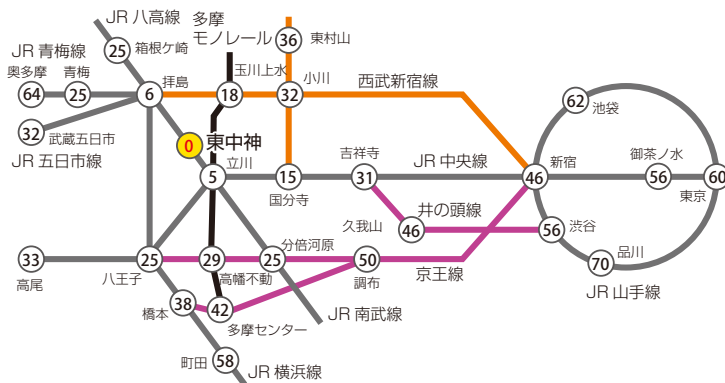 JR 八高線
多摩
モノレール
36
東村山
25
箱根ケ崎
JR 青梅線
奥多摩
青梅
拝島
玉川上水
小川
西武新宿線
64
25
6
18
32
62
池袋
32
武蔵五日市
JR 五日市線
0
東中神
立川
吉祥寺
JR 中央線
新宿
御茶ノ水
5
15
31
46
56
60
国分寺
東京
井の頭線
久我山
46
56
渋谷
分倍河原
33
25
29
25
50
70
品川
高尾
八王子
高幡不動
調布
京王線
JR 山手線
38
42
橋本
多摩センター
JR 南武線
町田
58
JR 横浜線